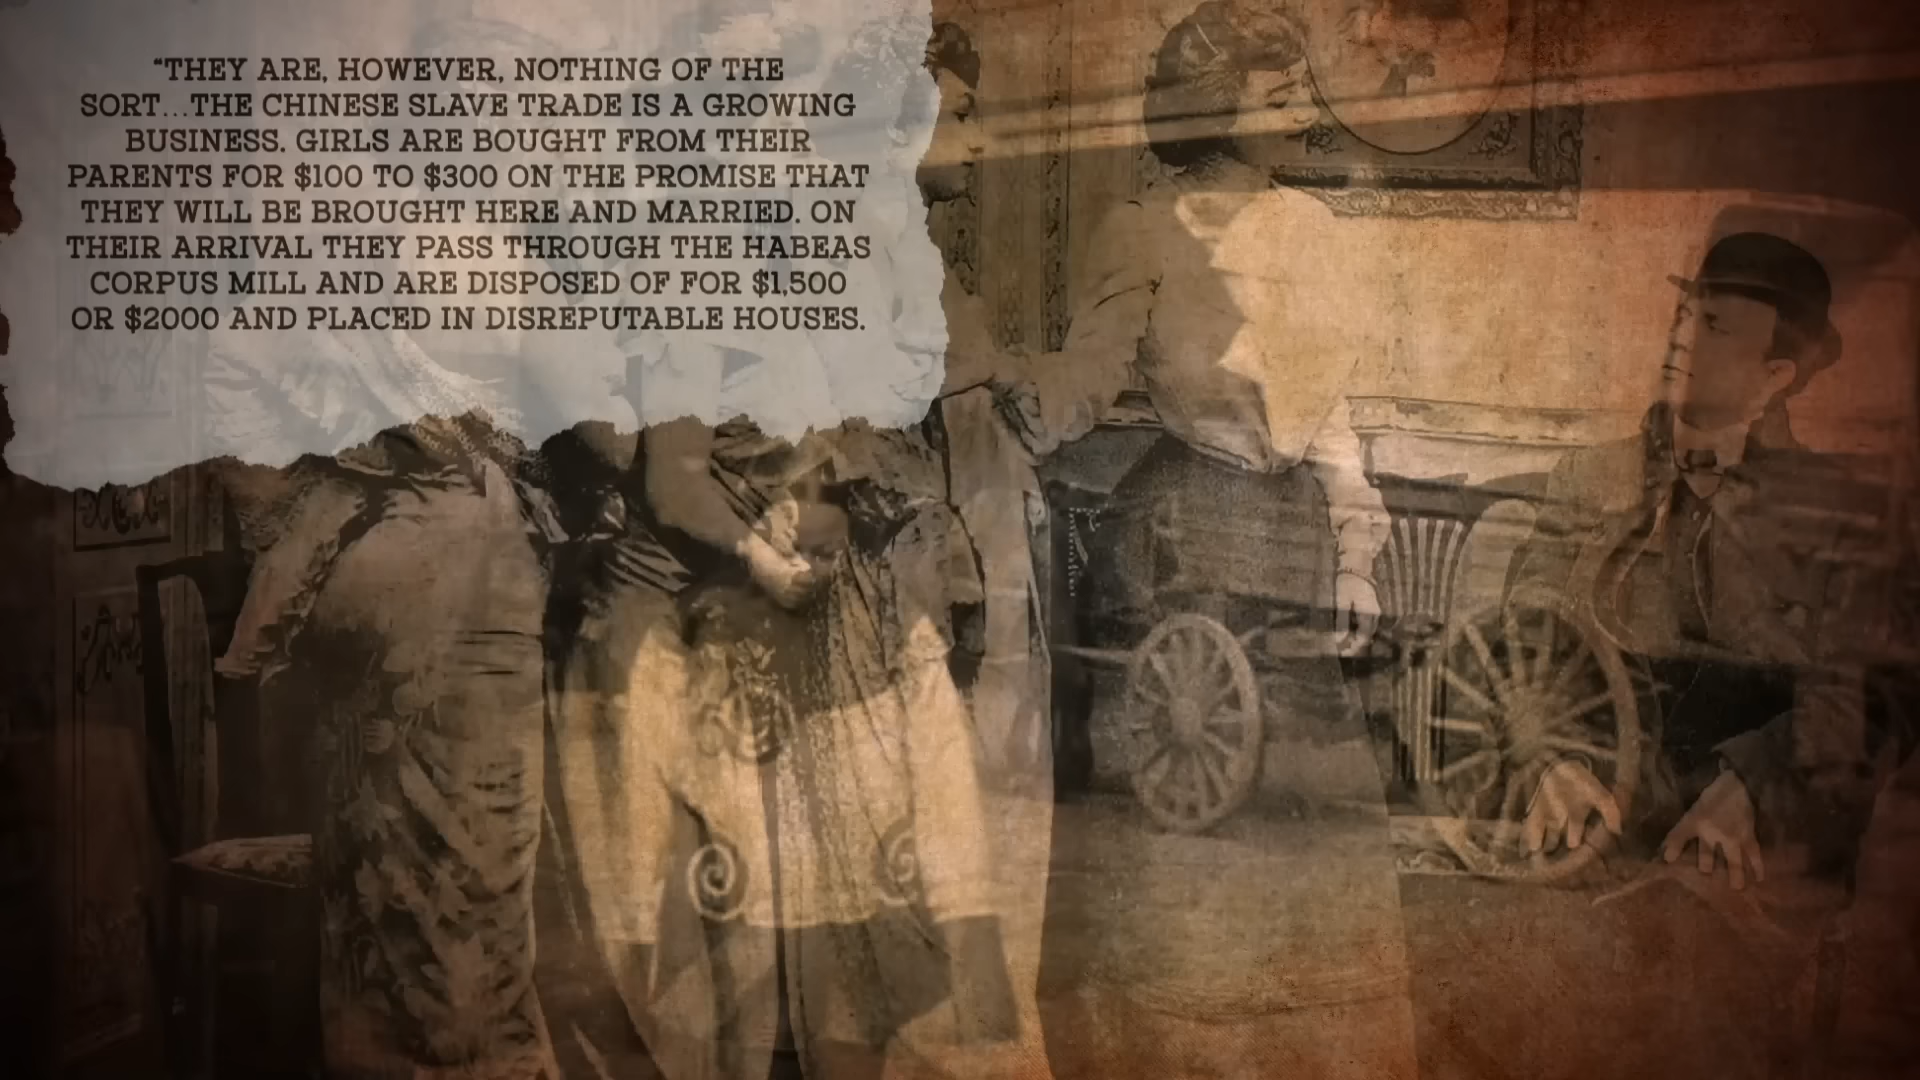 “THEY ARE, HOWEVER, NOTHING OF THE
SORT...THE CHINESE SLAVE TRADE IS A GROWING
BUSINESS. GIRLS ARE BOUGHT FROM THEIR
PARENTS FOR $100 TO $300 ON THE PROMISE THAT
THEY WILL BE BROUGHT HERE AND MARRIED. ON
THEIR ARRIVAL THEY PASS THROUGH THE HABEAS
CORPUS MILL AND ARE DISPOSED OF FOR $1,500
OR $2000 AND PLACED IN DISREPUTABLE HOUSES.